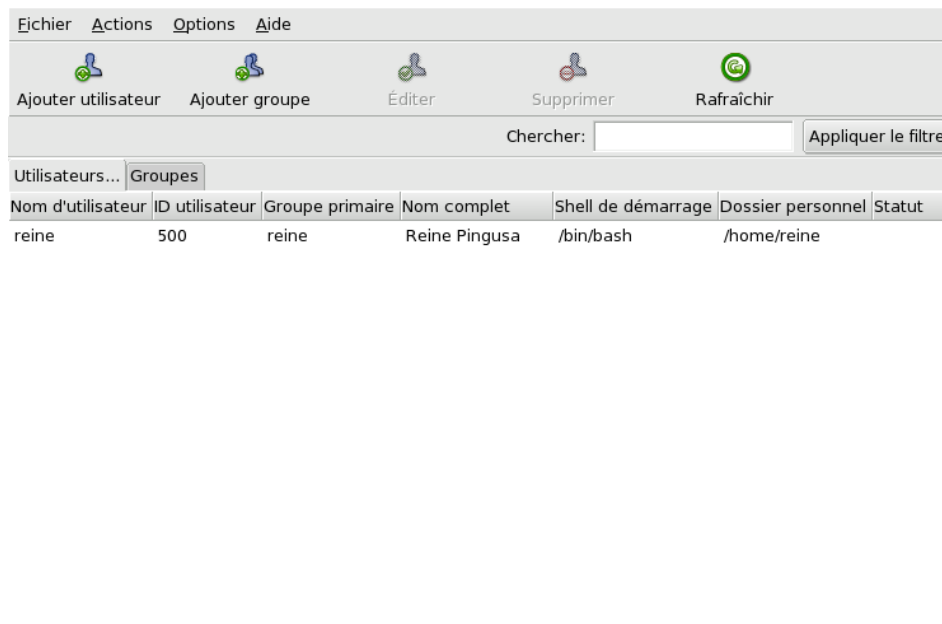 Fichier Actions Options Aide
Ajouter utilisateur Ajouter groupe Éditer Supprimer Rafraîchir
Chercher: Appliquer le filtre
Utilisateurs... Groupes
Nom d'utilisateur ID utilisateur Groupe primaire Nom complet Shell de démarrage Dossier personnel Statut
reine 500 reine Reine Pingusa /bin/bash /home/reine